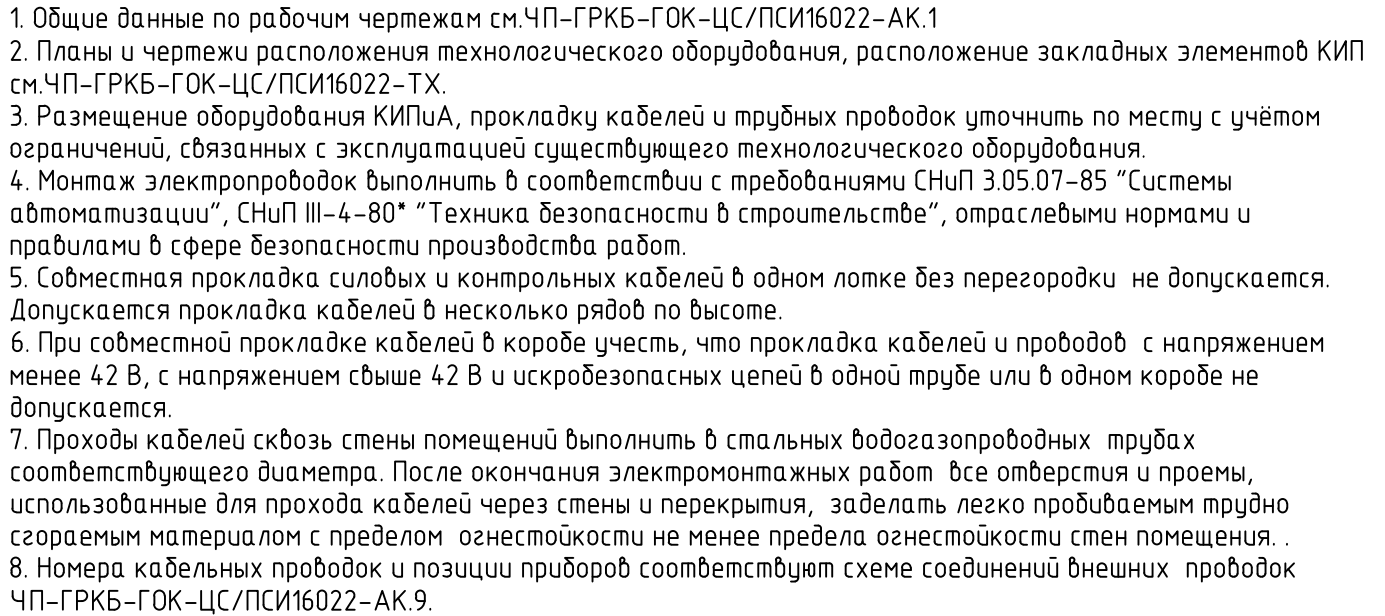 1. Общие данные по рабочим чертежам см.ЧП-ГРКБ-ГОК-ЦС/ПСИ16022-АК.1
2. Планы и чертежи расположения технологического оборудования, расположение закладных элементов КИП
см.ЧП-ГРКБ-ГОК-ЦС/ПСИ16022-ТХ.
3. Размещение оборудования КИПиА, прокладку кабелей и трубных проводок уточнить по месту с учётом
ограничений, связанных с эксплуатацией существующего технологического оборудования.
4. Монтаж электропроводок выполнить в соответствии с требованиями СНиП 3.05.07-85 "Системы
автоматизации", СНиП III-4-80* "Техника безопасности в строительстве", отраслевыми нормами и
правилами в сфере безопасности производства работ.
5. Совместная прокладка силовых и контрольных кабелей в одном лотке без перегородки  не допускается.
Допускается прокладка кабелей в несколько рядов по высоте.
6. При совместной прокладке кабелей в коробе учесть, что прокладка кабелей и проводов  с напряжением
менее 42 В, с напряжением свыше 42 В и искробезопасных цепей в одной трубе или в одном коробе не
допускается.
7. Проходы кабелей сквозь стены помещений выполнить в стальных водогазопроводных  трубах
соответствующего диаметра. После окончания электромонтажных работ  все отверстия и проемы,
использованные для прохода кабелей через стены и перекрытия,  заделать легко пробиваемым трудно
сгораемым материалом с пределом  огнестойкости не менее предела огнестойкости стен помещения. .
8. Номера кабельных проводок и позиции приборов соответствуют схеме соединений внешних  проводок
ЧП-ГРКБ-ГОК-ЦС/ПСИ16022-АК.9.